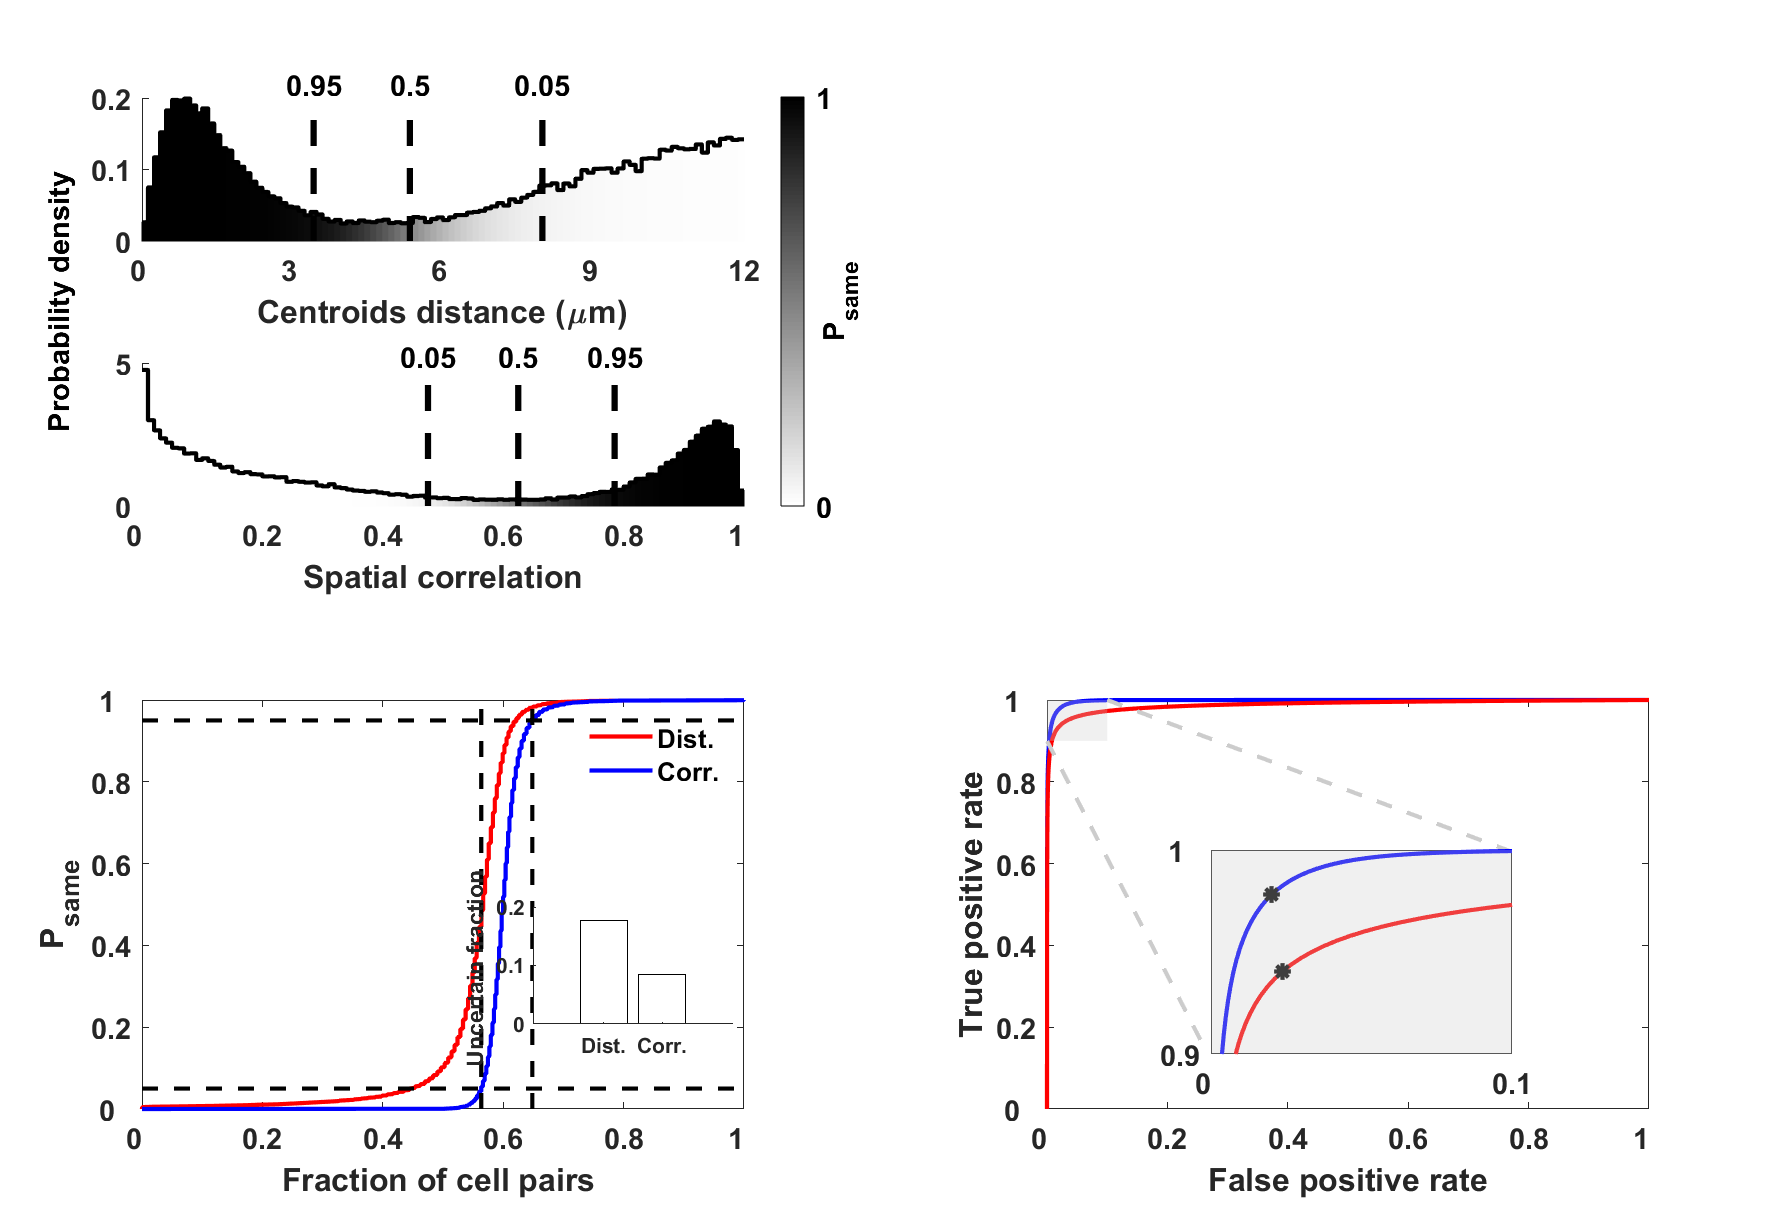 0.95 0.5 0.05
0.2
0.1
0
0 3 6 9 12
Centroids distance (μm)
Probability density
1
0
P same
0.05 0.5 0.95
5
0
0 0.2 0.4 0.6 0.8 1
Spatial correlation
1
0.8
0.6
0.4
0.2
0
P same
Dist.
Corr.
Uncertain fraction
0.2
0.1
0
Dist. Corr.
0 0.2 0.4 0.6 0.8 1
Fraction of cell pairs
1
0.8
0.6
0.4
0.2
0
True positive rate
1
0.9
0 0.1
0 0.2 0.4 0.6 0.8 1
False positive rate